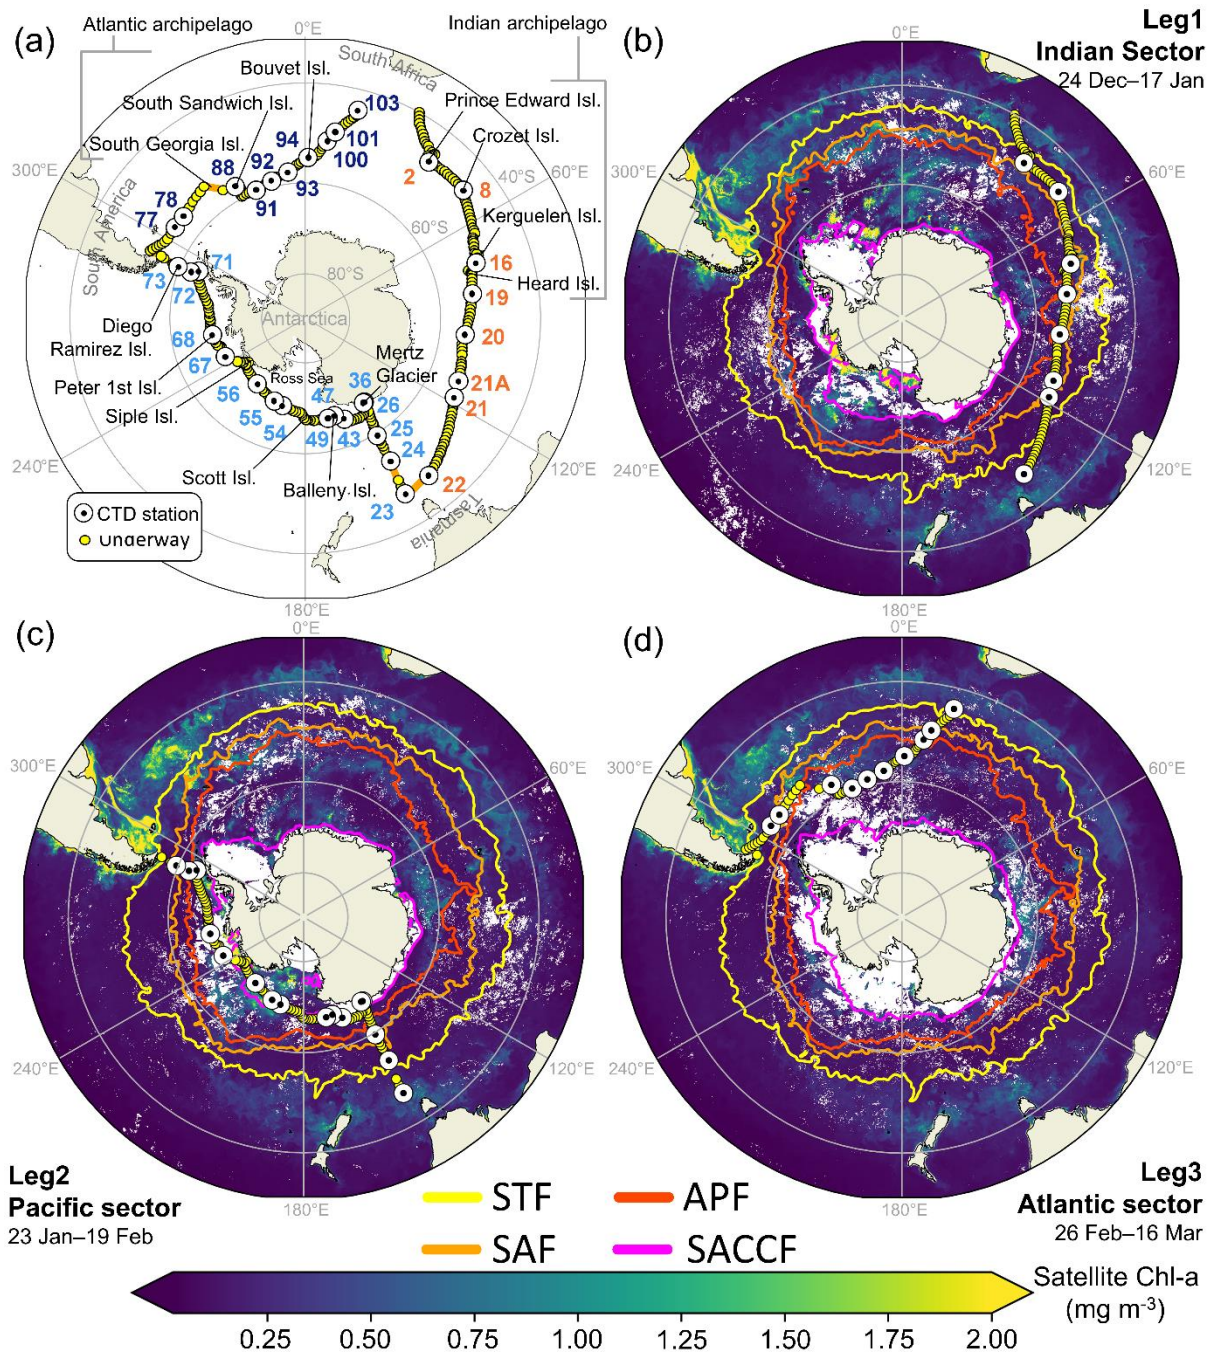 (a)
Atlantic archipelago
0°E
Indian archipelago
South Africa
Bouvet Isl.
South Sandwich Isl.
South Georgia Isl.
Prince Edward Isl.
Crozet Isl.
103
101
100
94
92
88
93
91
78
77
2
8
40°S
60°E
300°E
South America
Kerguelen Isl.
60°S
16
Heard Isl.
71
73
72
80°S
19
Antarctica
20
Diego
Ramirez Isl.
68
67
Peter 1st Isl.
Siple Isl.
56
55
54
Ross Sea
47
36
Mertz
Glacier
26
21A
21
49
43
25
24
Scott Isl.
Balleny Isl.
23
22
240°E
120°E
Tasmania
CTD station
Underway
180°E
(b)
Leg1
Indian Sector
24 Dec–17 Jan
0°E
300°E
60°E
240°E
120°E
180°E
(c)
0°E
300°E
60°E
240°E
120°E
180°E
Leg2
Pacific sector
23 Jan–19 Feb
(d)
0°E
300°E
60°E
240°E
120°E
180°E
Leg3
Atlantic sector
26 Feb–16 Mar
STF
APF
SAF
SACCF
Satellite Chl-a
(mg m-3)
0.25 0.50 0.75 1.00 1.25 1.50 1.75 2.00